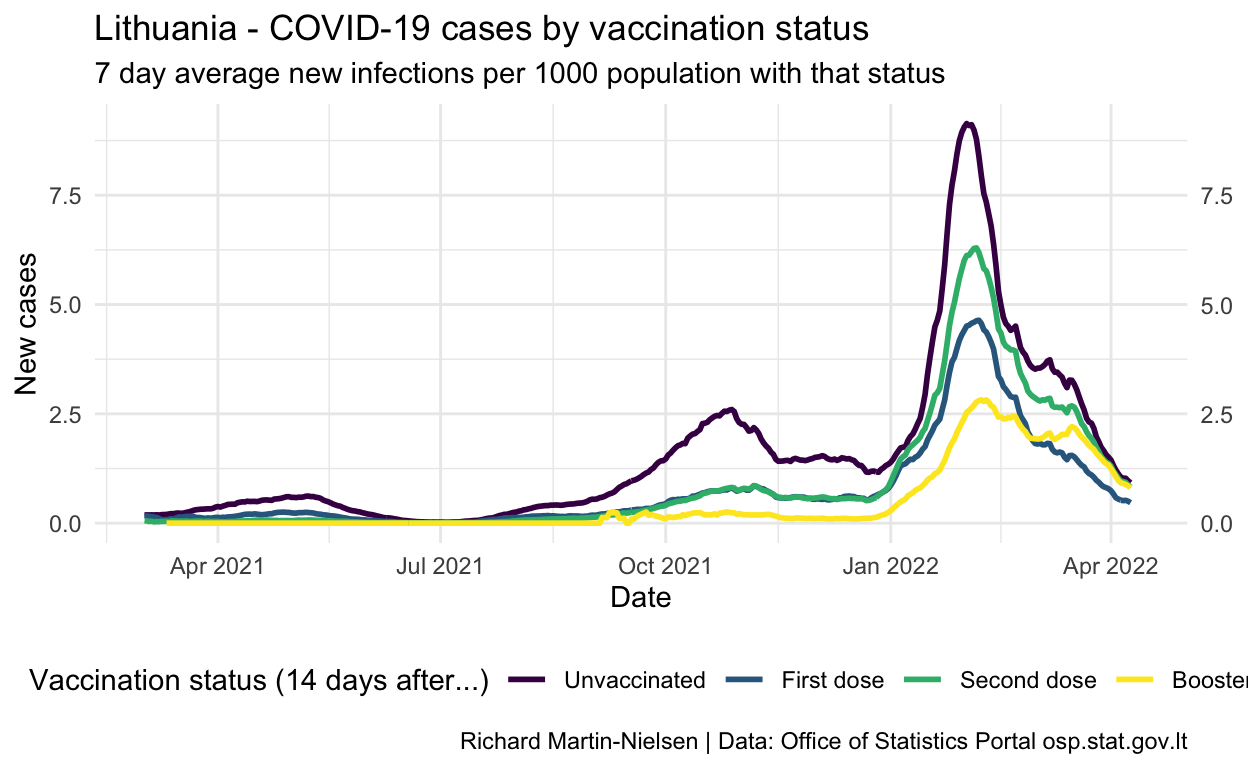 Lithuania - COVID-19 cases by vaccination status
7 day average new infections per 1000 population with that status
New cases
7.5 7.5
5.0 5.0
2.5 2.5
0.0 0.0
Apr 2021 Jul 2021 Oct 2021 Jan 2022 Apr 2022
Date
Vaccination status (14 days after...) Unvaccinated First dose Second dose Booster
Richard Martin-Nielsen | Data: Office of Statistics Portal osp.stat.gov.lt